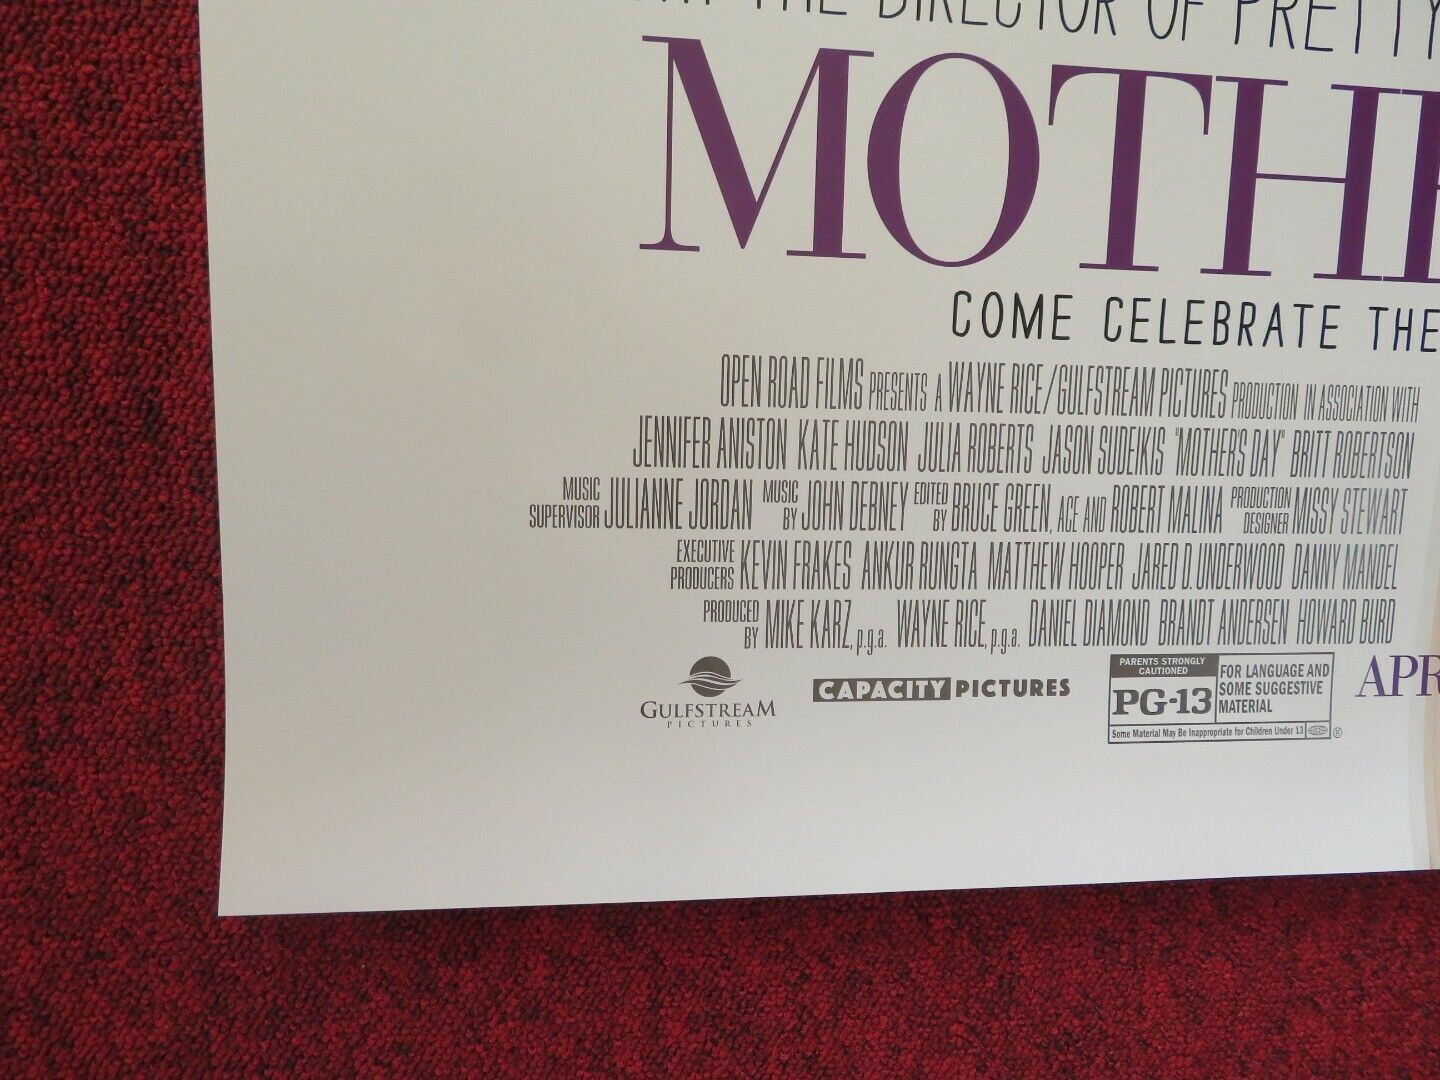 THE DIRECTOR OF PRETTY
MOTHE
COME CELEBRATE THE
OPEN ROAD FILMS PRESENTS A WAYNE RICE/GULFSTREAM PICTURES PRODUCTION IN ASSOCIATION WITH
JENNIFER ANISTON KATE HUDSON JULIA ROBERTS JASON SUDEIKIS "MOTHER'S DAY" BRITT ROBERTSON
MUSIC SUPERVISOR JULIANNE JORDAN MUSIC BY JOHN DEBNEY EDITED BY BRUCE GREEN, ACE AND ROBERT MALINA PRODUCTION DESIGNER MISSY STEWART
EXECUTIVE PRODUCERS KEVIN FRAKES ANKUR RUNGTA MATTHEW HOOPER JARED D. UNDERWOOD DANNY MANDEL
PRODUCED BY MIKE KARZ, p.g.a. WAYNE RICE, p.g.a. DANIEL DIAMOND BRANDT ANDERSEN HOWARD BURD
GULFSTREAM
PICTURES
CAPACITY PICTURES
PARENTS STRONGLY
CAUTIONED
PG-13
FOR LANGUAGE AND
SOME SUGGESTIVE
MATERIAL
Some Material May Be Inappropriate for Children Under 13
®
APR